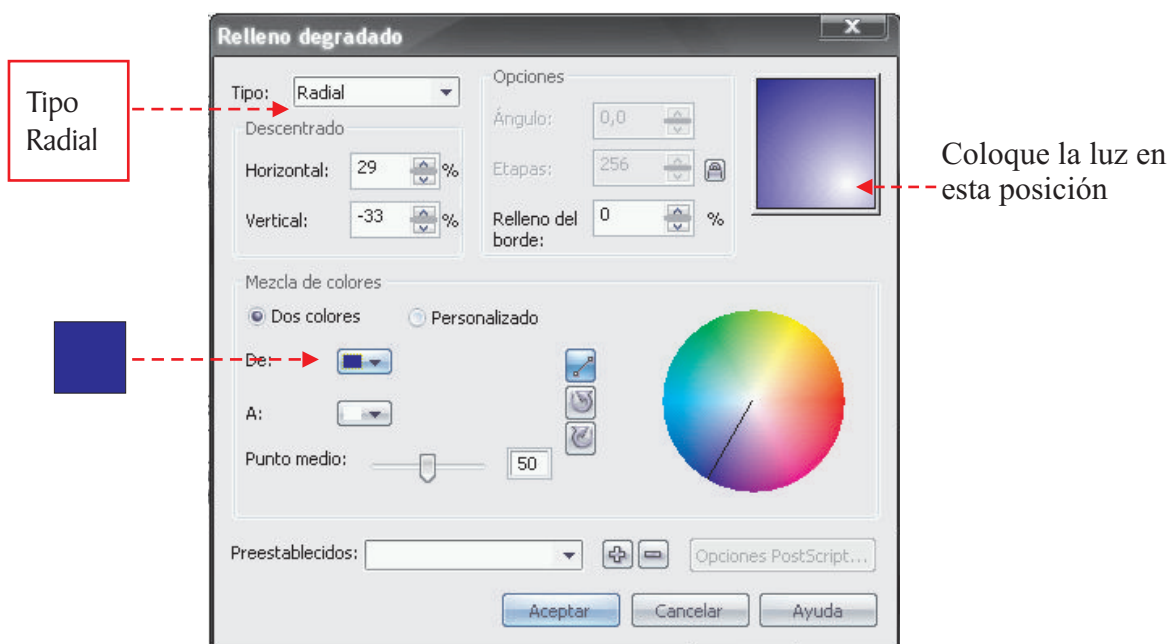 Relleno degradado
X
Tipo
Radial
Tipo: Radial
Descentrado
Horizontal: 29 %
Vertical: -33 %
Opciones
Ángulo: 0,0
Etapas: 256
Relleno del 0 %
borde:
Coloque la luz en
esta posición
Mezcla de colores
Dos colores Personalizado
De:
A:
Punto medio: 50
Preestablecidos: Opciones PostScript...
Aceptar Cancelar Ayuda